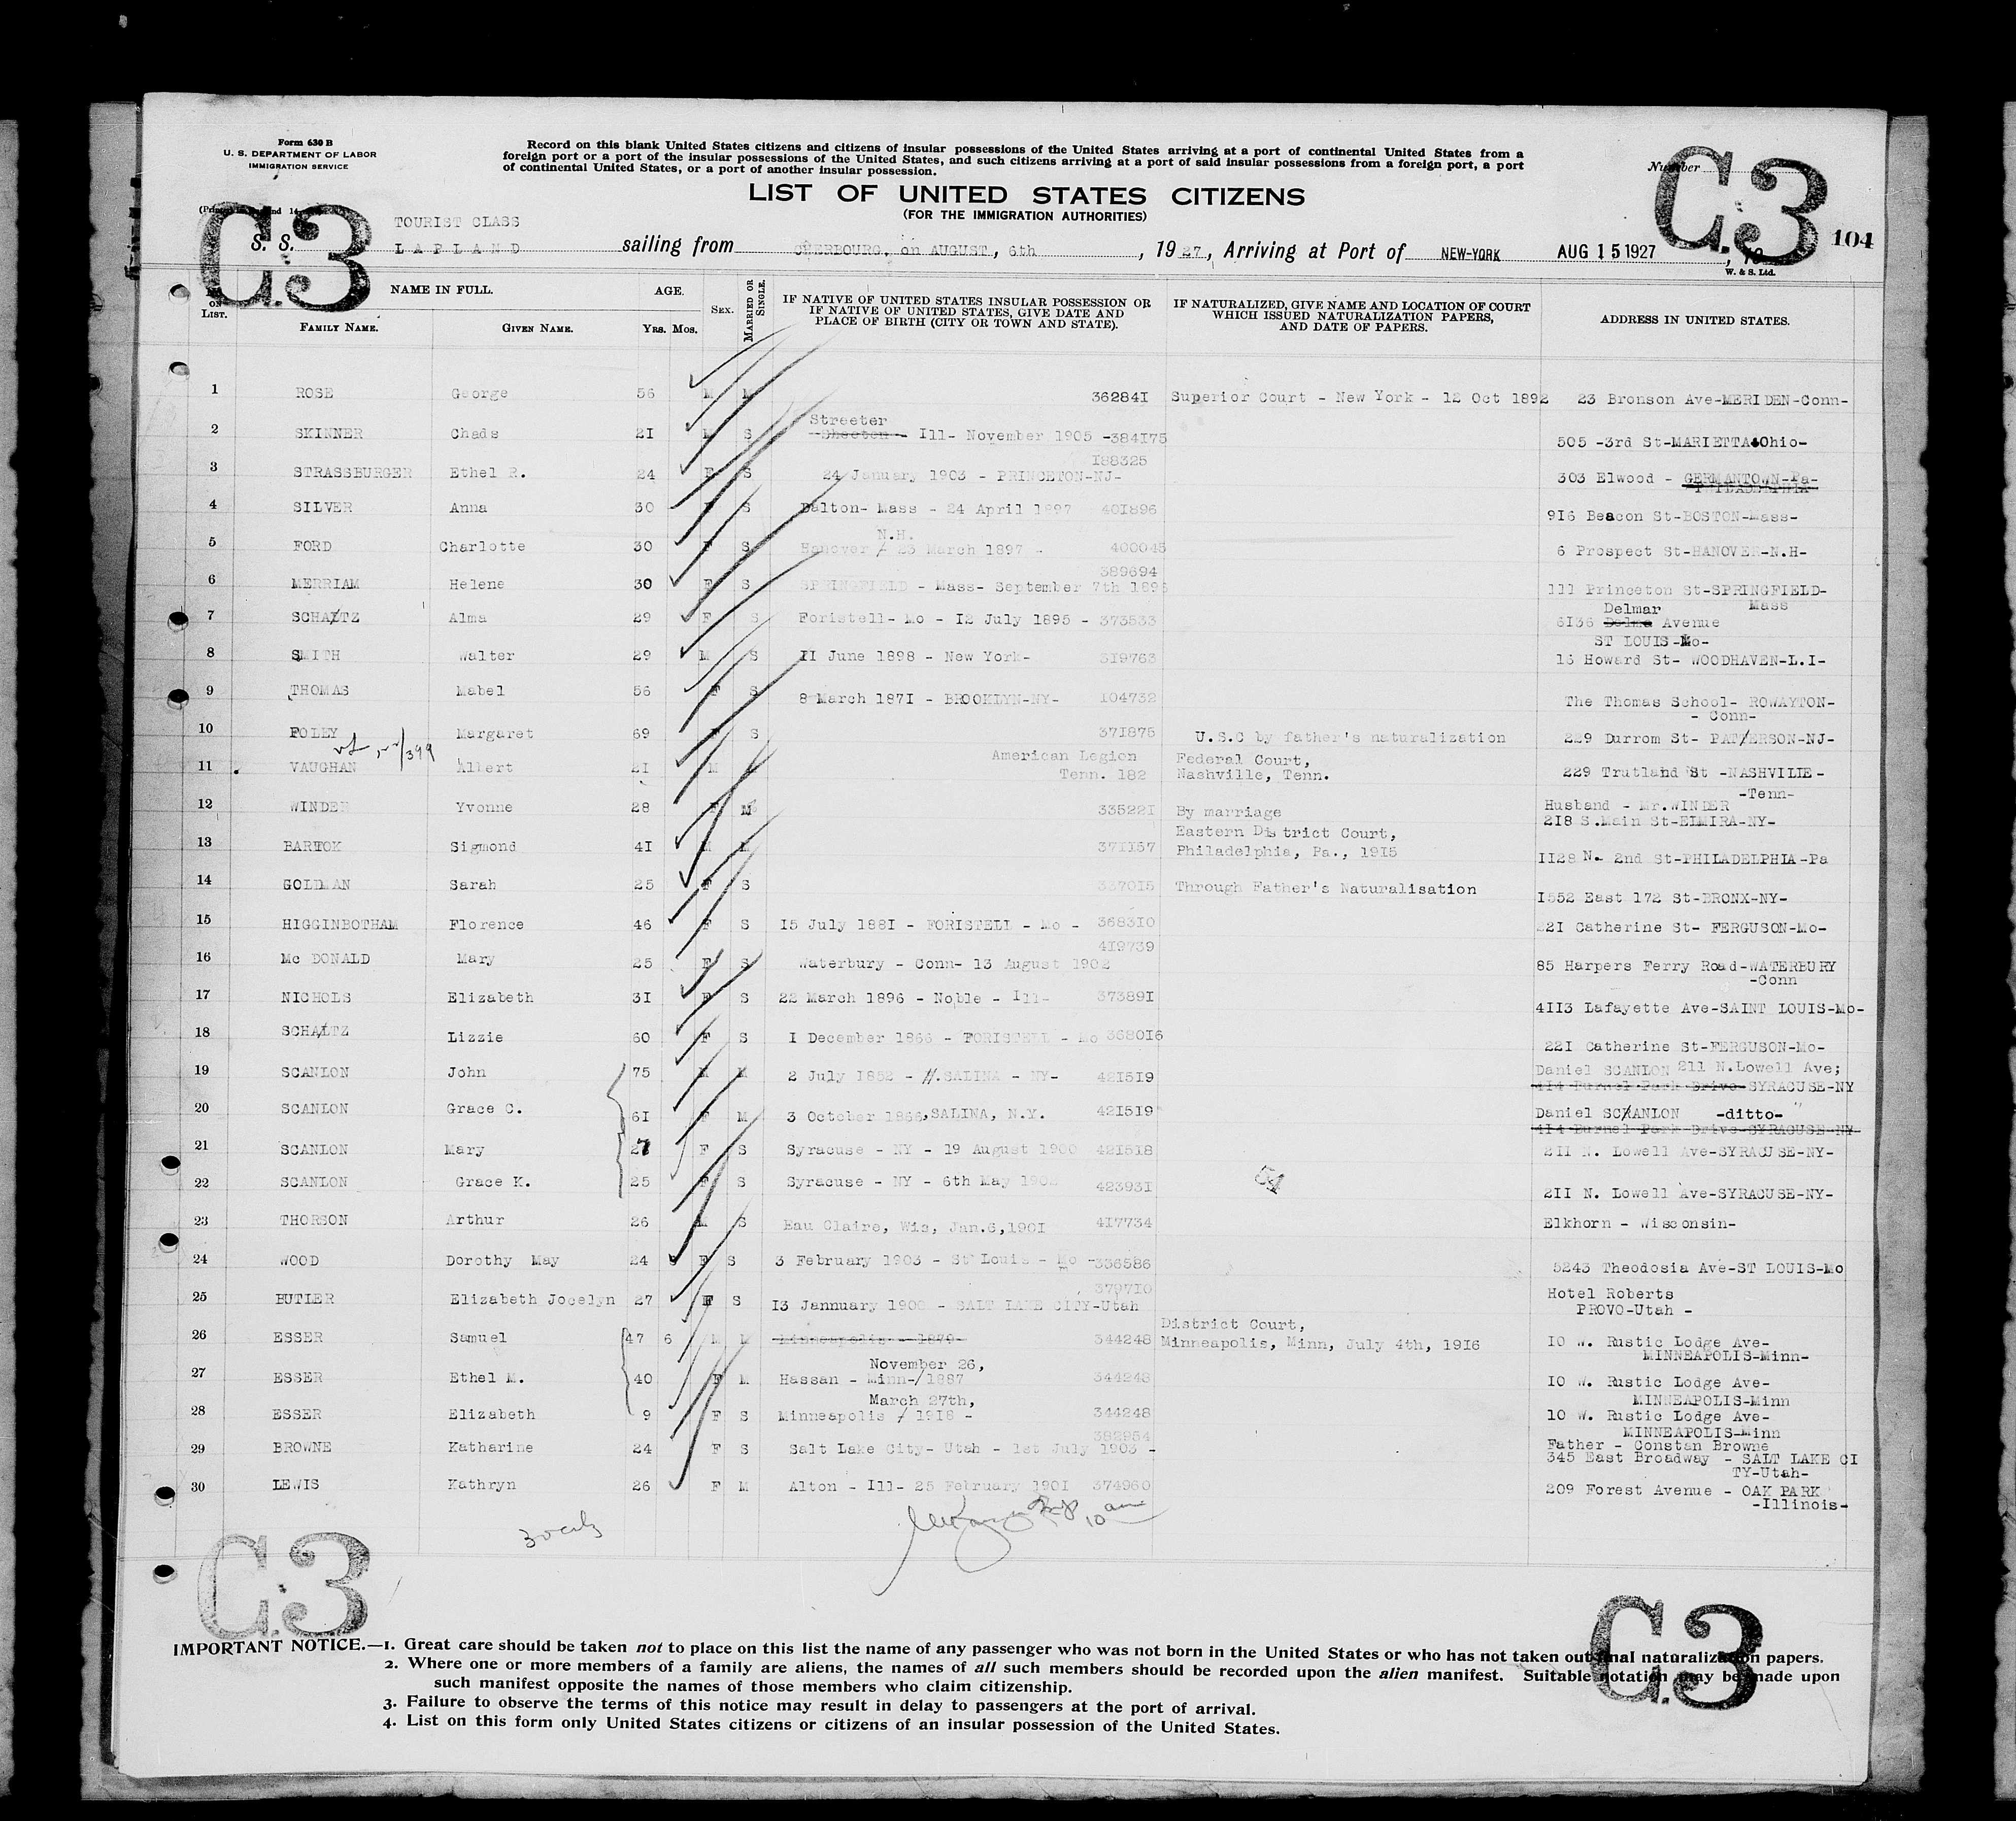 Form 630 B
U. S. DEPARTMENT OF LABOR
IMMIGRATION SERVICE
Record on this blank United States citizens and citizens of insular possessions of the United States arriving at a port of continental United States from a
foreign port or a port of the insular possessions of the United States, and such citizens arriving at a port of said insular possessions from a foreign port, a port
of continental United States, or a port of another insular possession.
Number
LIST OF UNITED STATES CITIZENS
(FOR THE IMMIGRATION AUTHORITIES)
C.3
C.3
104
TOURIST CLASS
S. S. LAPLAND sailing from CHERBOURG, on AUGUST, 6th, 1927, Arriving at Port of NEW-YORK AUG 15 1927, 19
W. & S. Ltd.
ON LIST. NAME IN FULL. AGE. SEX. MARRIED OR SINGLE. IF NATIVE OF UNITED STATES INSULAR POSSESSION OR IF NATIVE OF UNITED STATES, GIVE DATE AND PLACE OF BIRTH (CITY OR TOWN AND STATE). IF NATURALIZED, GIVE NAME AND LOCATION OF COURT WHICH ISSUED NATURALIZATION PAPERS, AND DATE OF PAPERS. ADDRESS IN UNITED STATES.
FAMILY NAME. GIVEN NAME. YRS. MOS.
1 ROSE George 56 M M 362841 Superior Court - New York - 12 Oct 1892 23 Bronson Ave-MERIDEN-Conn-
2 SKINNER Chads 21 M S Streeter Ill- November 1905 -384175 505 -3rd St-MARIETTA-Ohio-
3 STRASSBURGER Ethel R. 24 F S 24 January 1903 - PRINCETON-NJ- 188325 303 Elwood - GERMANTOWN-Pa- PHILADELPHIA
4 SILVER Anna 30 F S Dalton- Mass - 24 April 1897 401896 916 Beacon St-BOSTON-Mass-
5 FORD Charlotte 30 F S Hanover / N.H. 23 March 1897 - 400045 6 Prospect St-HANOVER-N.H-
6 MERRIAM Helene 30 F S SPRINGFIELD - Mass- September 7th 1896 389694 111 Princeton St-SPRINGFIELD- Mass
7 SCHALTZ Alma 29 F S Foristell- Mo - 12 July 1895 - 373533 6136 Delmar Avenue
ST LOUIS-Mo-
8 SMITH Walter 29 M S 11 June 1898 - New York- 319763 16 Howard St- WOODHAVEN-L.I-
9 THOMAS Mabel 56 F S 8 March 1871 - BROOKLYN-NY- 104732 The Thomas School- ROWAYTON-
- Conn-
10 FOLEY Margaret 69 F S 371875 U.S.C by father's naturalization 229 Durrom St- PATERSON-NJ-
11 VAUGHAN Albert 21 M American Legion Tenn. 182 Federal Court, Nashville, Tenn. 229 Trutland St -NASHVILLE-
-Tenn-
12 WINDER Yvonne 28 F M 335221 By marriage Husband - Mr.WINDER
218 S.Main St-ELMIRA-NY-
13 BARTOK Sigmond 41 M M 371157 Eastern District Court, Philadelphia, Pa., 1915 1128 N. 2nd St-PHILADELPHIA-Pa
14 GOLDMAN Sarah 25 F S 337015 Through Father's Naturalisation 1552 East 172 St-BRONX-NY-
15 HIGGINBOTHAM Florence 46 F S 15 July 1881 - FORISTELL - Mo - 368310 221 Catherine St- FERGUSON-Mo-
16 Mc DONALD Mary 25 F S Waterbury - Conn- 13 August 1902 419739 85 Harpers Ferry Road-WATERBURY
-Conn
17 NICHOLS Elizabeth 31 F S 22 March 1896 - Noble - Ill- 373891 4113 Lafayette Ave-SAINT LOUIS-Mo-
18 SCHALTZ Lizzie 60 F S 1 December 1866 - FORISTELL - Mo 368016 221 Catherine St-FERGUSON-Mo-
19 SCANLON John 75 M M 2 July 1852 - SALINA - NY- 421519 Daniel SCANLON 211 N.Lowell Ave;
414 Burnel Park Drive SYRACUSE-NY
20 SCANLON Grace C. 61 F M 3 October 1866, SALINA, N.Y. 421519 Daniel SCHANLON -ditto-
414 Burnel Park Drive-SYRACUSE-NY
21 SCANLON Mary 27 F S Syracuse - NY - 19 August 1900 421518 211 N. Lowell Ave-SYRACUSE-NY-
22 SCANLON Grace K. 25 F S Syracuse - NY - 6th May 1902 423931 211 N. Lowell Ave-SYRACUSE-NY-
23 THORSON Arthur 26 M S Eau Claire, Wis, Jan.6,1901 417734 Elkhorn - Wisconsin-
24 WOOD Dorothy May 24 F S 3 February 1903 - St Louis - Mo -336586 5243 Theodosia Ave-ST LOUIS-Mo
25 BUTLER Elizabeth Jocelyn 27 F S 13 Jannuary 1900 - SALT LAKE CITY-Utah 379710 Hotel Roberts
PROVO-Utah -
26 ESSER Samuel 47 6 M M Minneapolis - 1879- 344248 District Court, Minneapolis, Minn, July 4th, 1916 10 W. Rustic Lodge Ave-
MINNEAPOLIS-Minn-
27 ESSER Ethel M. 40 F M Hassan - Minn-/ November 26, 1887 344248 10 W. Rustic Lodge Ave-
MINNEAPOLIS-Minn
28 ESSER Elizabeth 9 F S Minneapolis / March 27th, 1918 - 344248 10 W. Rustic Lodge Ave-
MINNEAPOLIS-Minn
29 BROWNE Katharine 24 F S Salt Lake City- Utah - 1st July 1903 - 382954 Father - Constan Browne
345 East Broadway - SALT LAKE CI
TY-Utah-
30 LEWIS Kathryn 26 F M Alton - Ill- 25 February 1901 374960 209 Forest Avenue - OAK PARK
-Illinois-
C.3
C.3
IMPORTANT NOTICE.—1. Great care should be taken not to place on this list the name of any passenger who was not born in the United States or who has not taken out final naturalization papers.
2. Where one or more members of a family are aliens, the names of all such members should be recorded upon the alien manifest. Suitable notation may be made upon
such manifest opposite the names of those members who claim citizenship.
3. Failure to observe the terms of this notice may result in delay to passengers at the port of arrival.
4. List on this form only United States citizens or citizens of an insular possession of the United States.